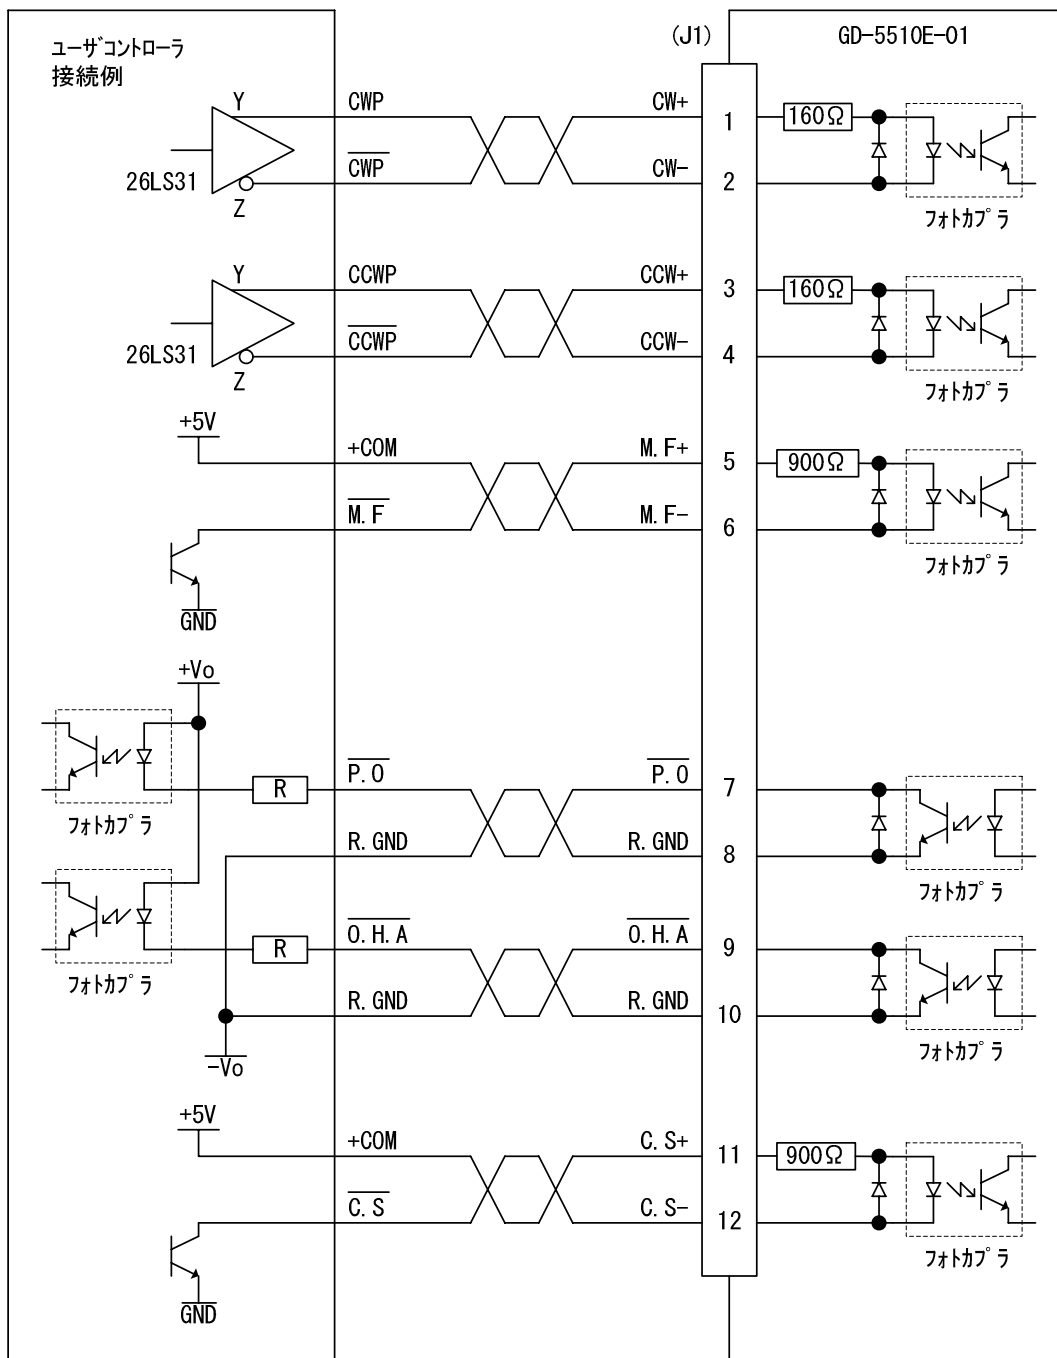 ユーザコントローラ
接続例
(J1)
GD-5510E-01
Y
CWP
CW+
1
160Ω
26LS31
CWP
CW-
2
Z
フォトカプラ
Y
CCWP
CCW+
3
160Ω
26LS31
CCWP
CCW-
4
Z
フォトカプラ
+5V
+COM
M.F+
5
900Ω
M.F
M.F-
6
フォトカプラ
GND
+Vo
P.O
P.O
7
R
フォトカプラ
R.GND
R.GND
8
フォトカプラ
O.H.A
O.H.A
9
R
フォトカプラ
R.GND
R.GND
10
フォトカプラ
-Vo
+5V
+COM
C.S+
11
900Ω
C.S
C.S-
12
フォトカプラ
GND